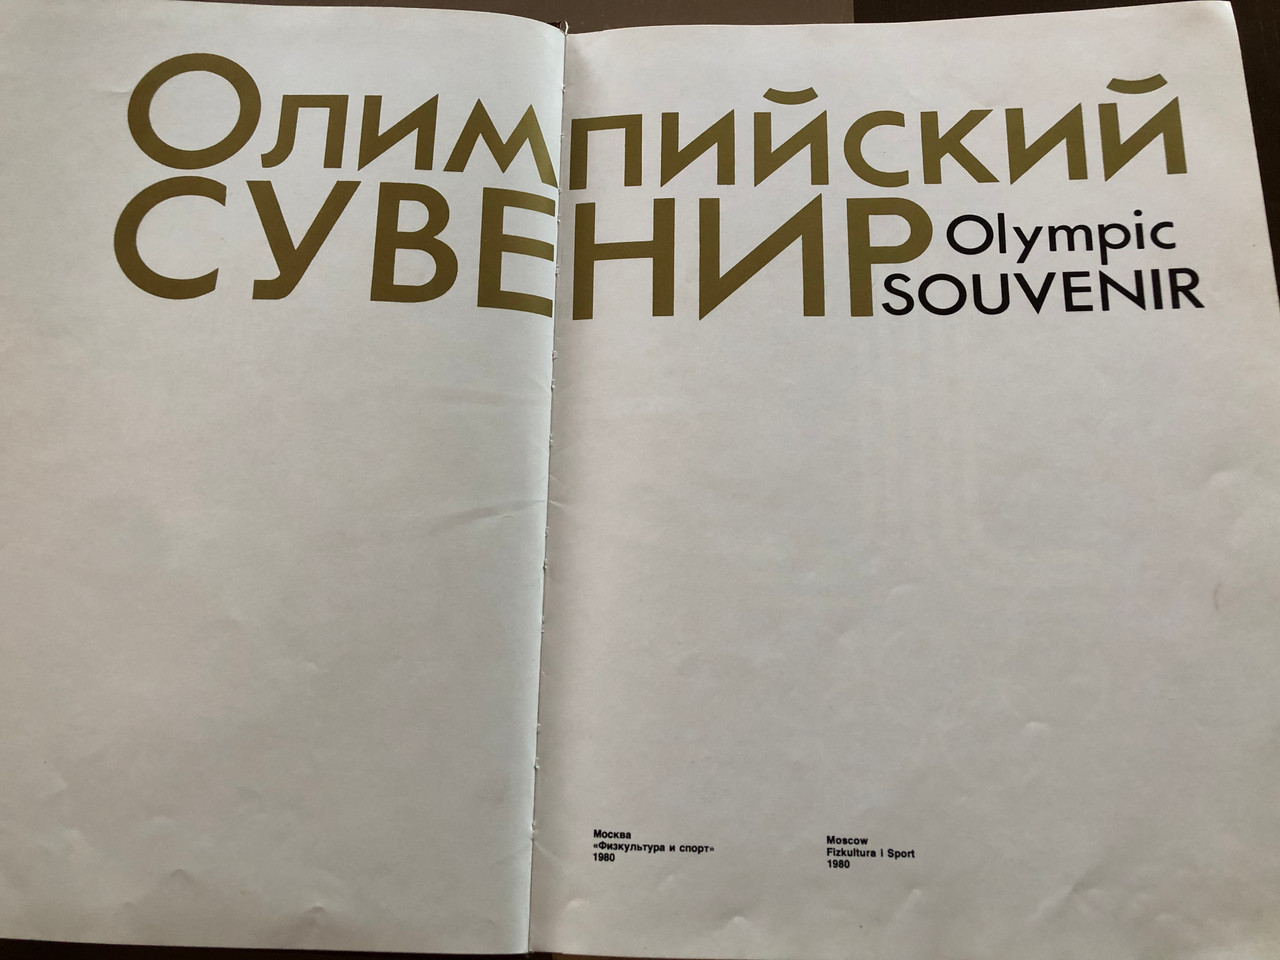 Олимпийский
СУВЕНИР
Olympic
SOUVENIR
Москва
«Физкультура и спорт»
1980
Moscow
Fizkultura i Sport
1980